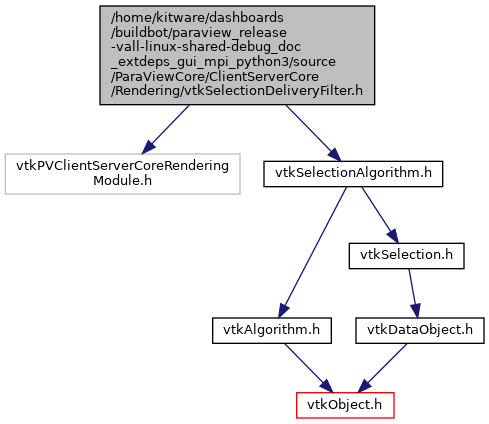 /home/kitware/dashboards
/buildbot/paraview_release
-vall-linux-shared-debug_doc
_extdeps_gui_mpi_python3/source
/ParaViewCore/ClientServerCore
/Rendering/vtkSelectionDeliveryFilter.h
vtkPVClientServerCoreRendering
Module.h
vtkSelectionAlgorithm.h
vtkSelection.h
vtkAlgorithm.h
vtkDataObject.h
vtkObject.h